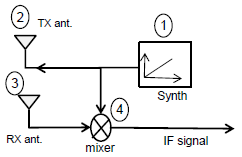 1
2
TX ant.
Synth
3
4
RX ant.
mixer
IF signal